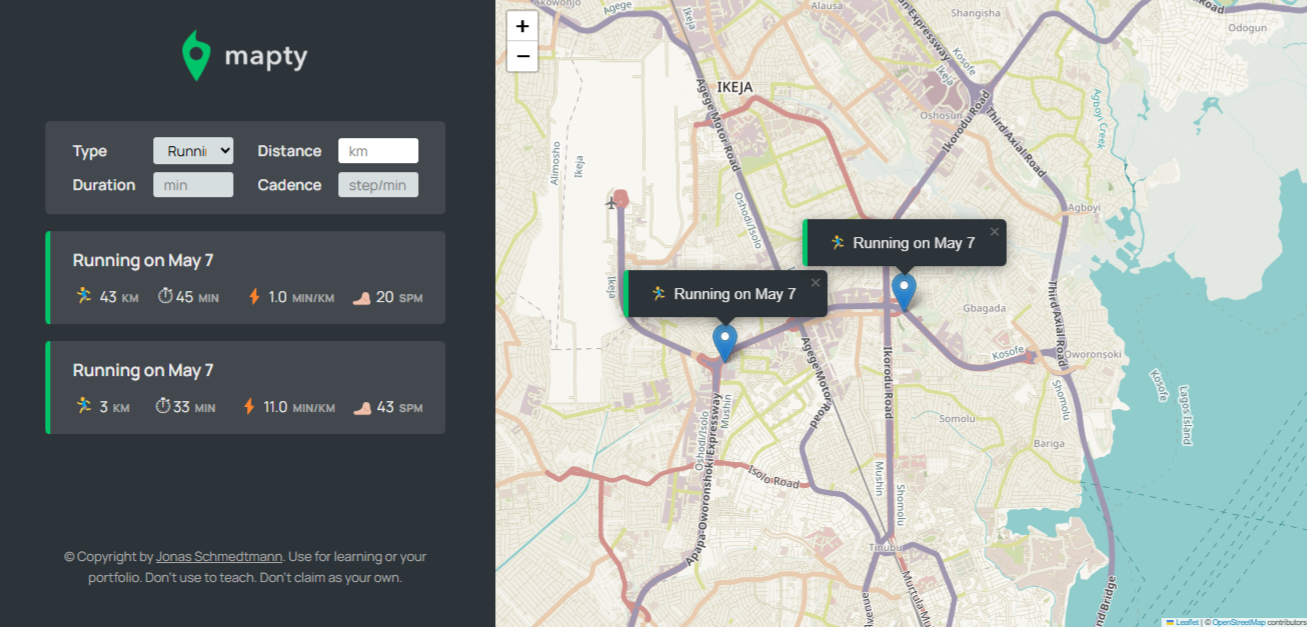 mapty
Type Runni Distance km
Duration min Cadence step/min
Running on May 7
43 KM 45 MIN 1.0 MIN/KM 20 SPM
Running on May 7
3 KM 33 MIN 11.0 MIN/KM 43 SPM
© Copyright by Jonas Schmedtmann. Use for learning or your
portfolio. Don't use to teach. Don't claim as your own.
+
−
Akowonjo
Agege
Ikeja
Alausa
Shangisha
Odogun
Kosofe
Ikeja
IKEJA
Agege Motor Road
Oshosun
Ikorodu Road
Third Axial Road
Agboyi Creek
Alimosho
Ikeja
Oshodi/Isolo
Agboyi
Running on May 7 ×
Running on May 7 ×
Ikeja
Gbagada
Third Axial Road
Kosofe
Oworonsoki
Agege Motor Road
Ikorodu Road
Mushin
Oshodi/Isolo
Apapa-Oworonshoki Expressway
Shomolu
Kosofe
Lagos Island
Somolu
Bariga
Isolo Road
Mushin
Shomolu
Tinubu
Leaflet | © OpenStreetMap contributors